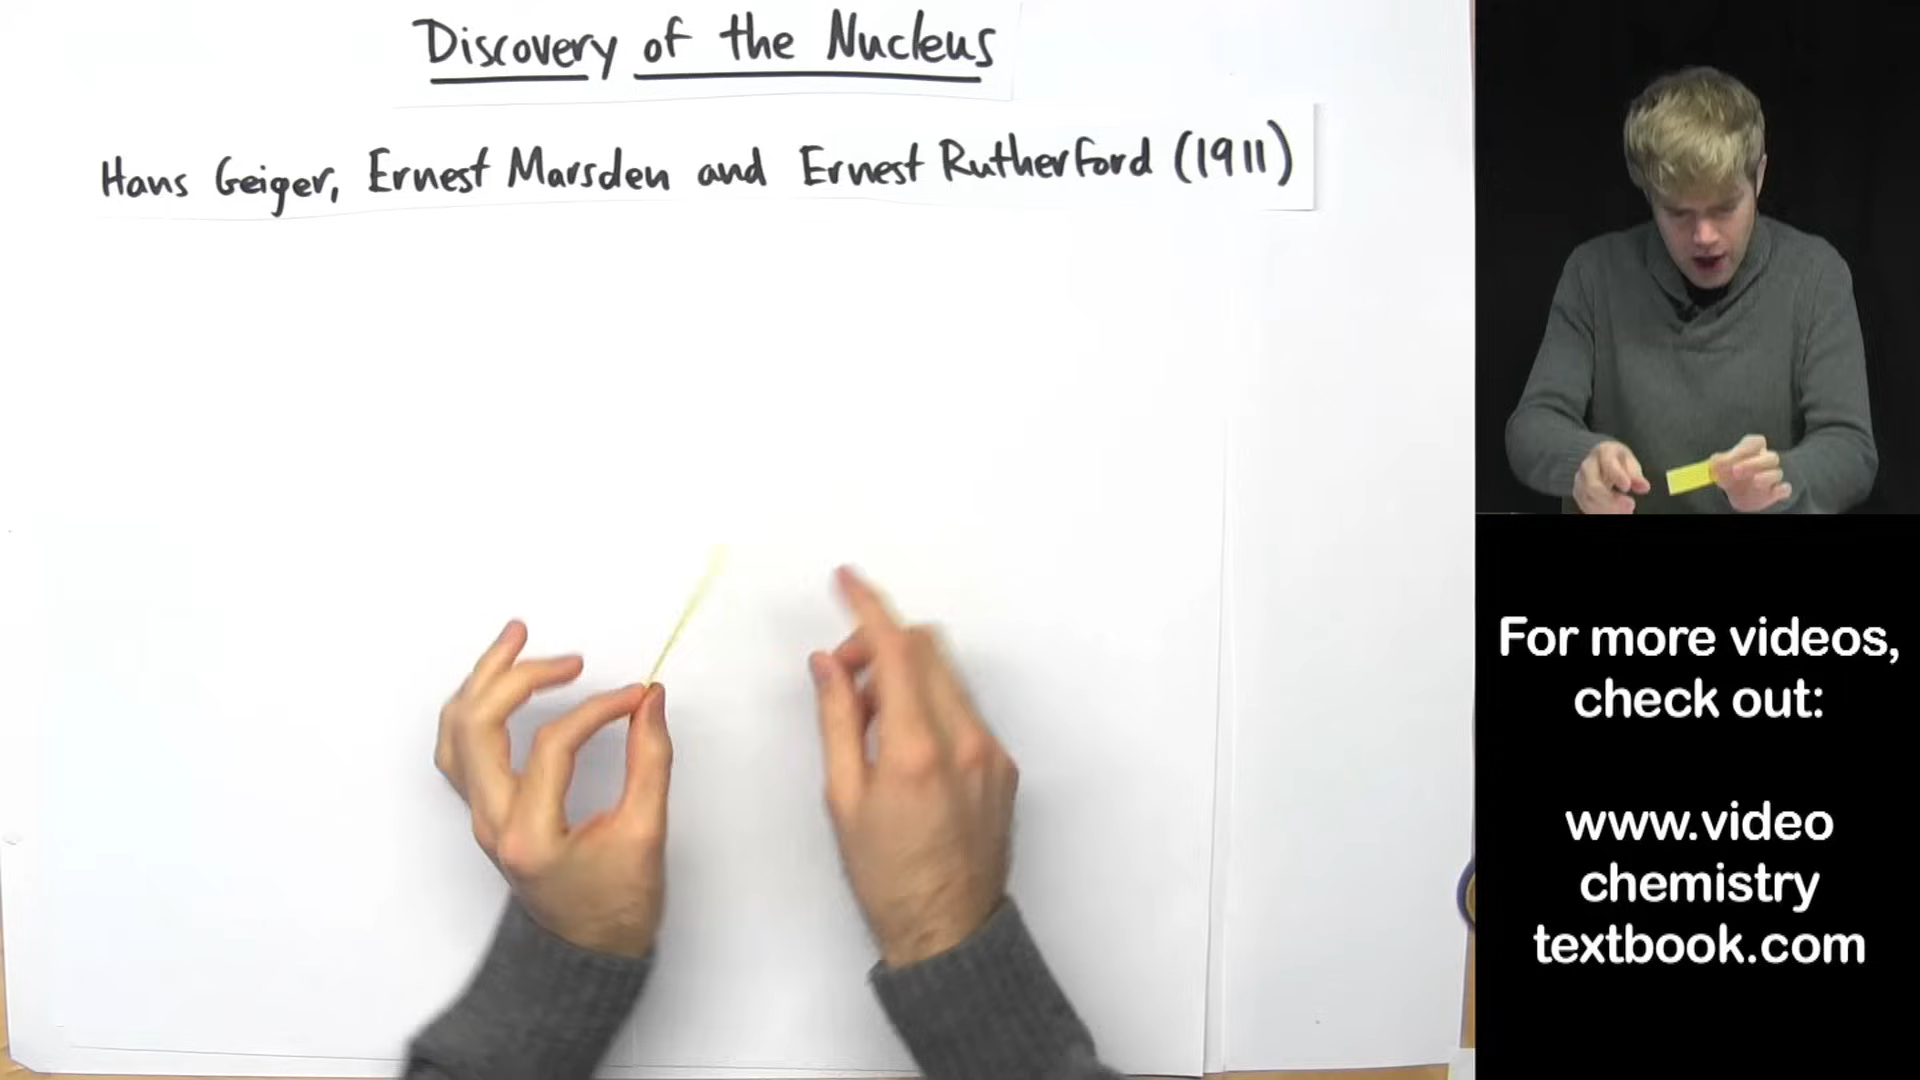 Discovery of the Nucleus
Hans Geiger, Ernest Marsden and Ernest Rutherford (1911)
For more videos,
check out:
www.video
chemistry
textbook.com